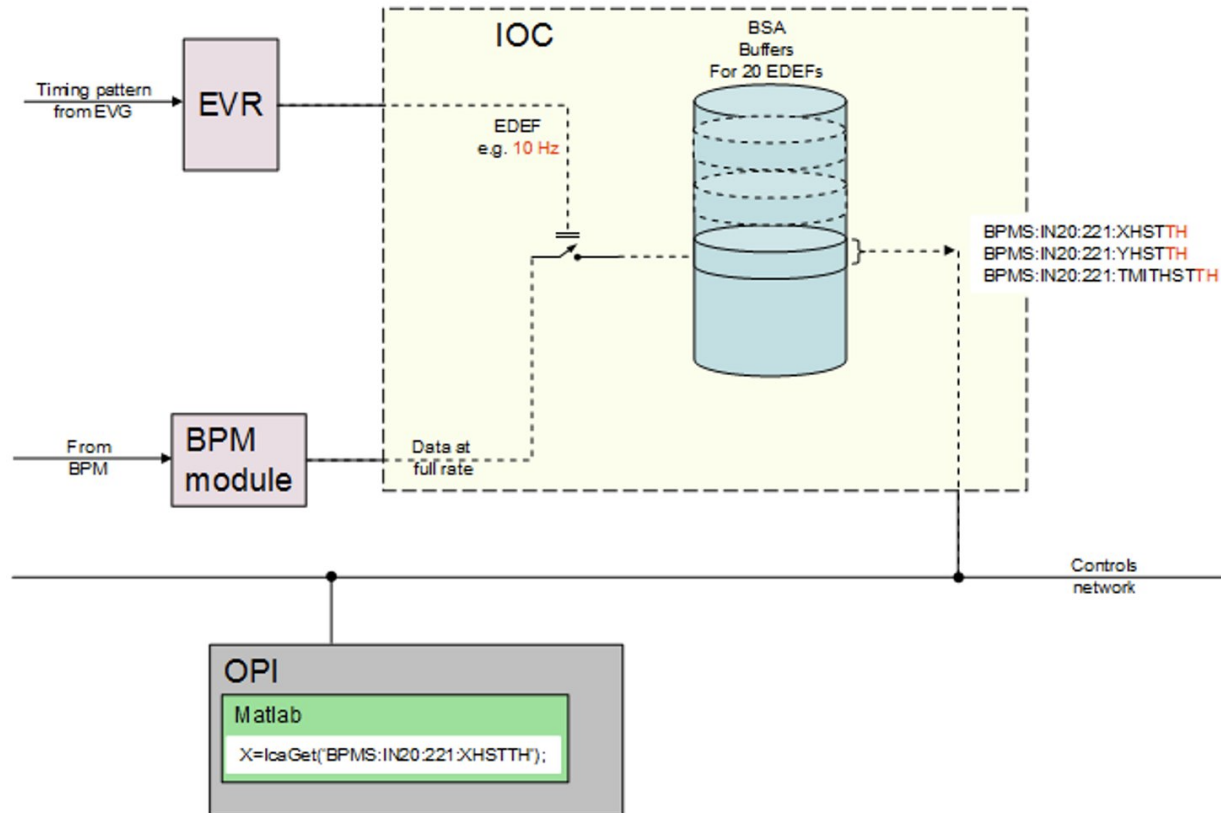 IOC
BSA
Buffers
For 20 EDEFs
Timing pattern
from EVG
EVR
EDEF
e.g. 10 Hz
BPMS:IN20:221:XHSTTH
BPMS:IN20:221:YHSTTH
BPMS:IN20:221:TMITHSTTH
From
BPM
BPM
module
Data at
full rate
Controls
network
OPI
Matlab
X=lcaGet('BPMS:IN20:221:XHSTTH');